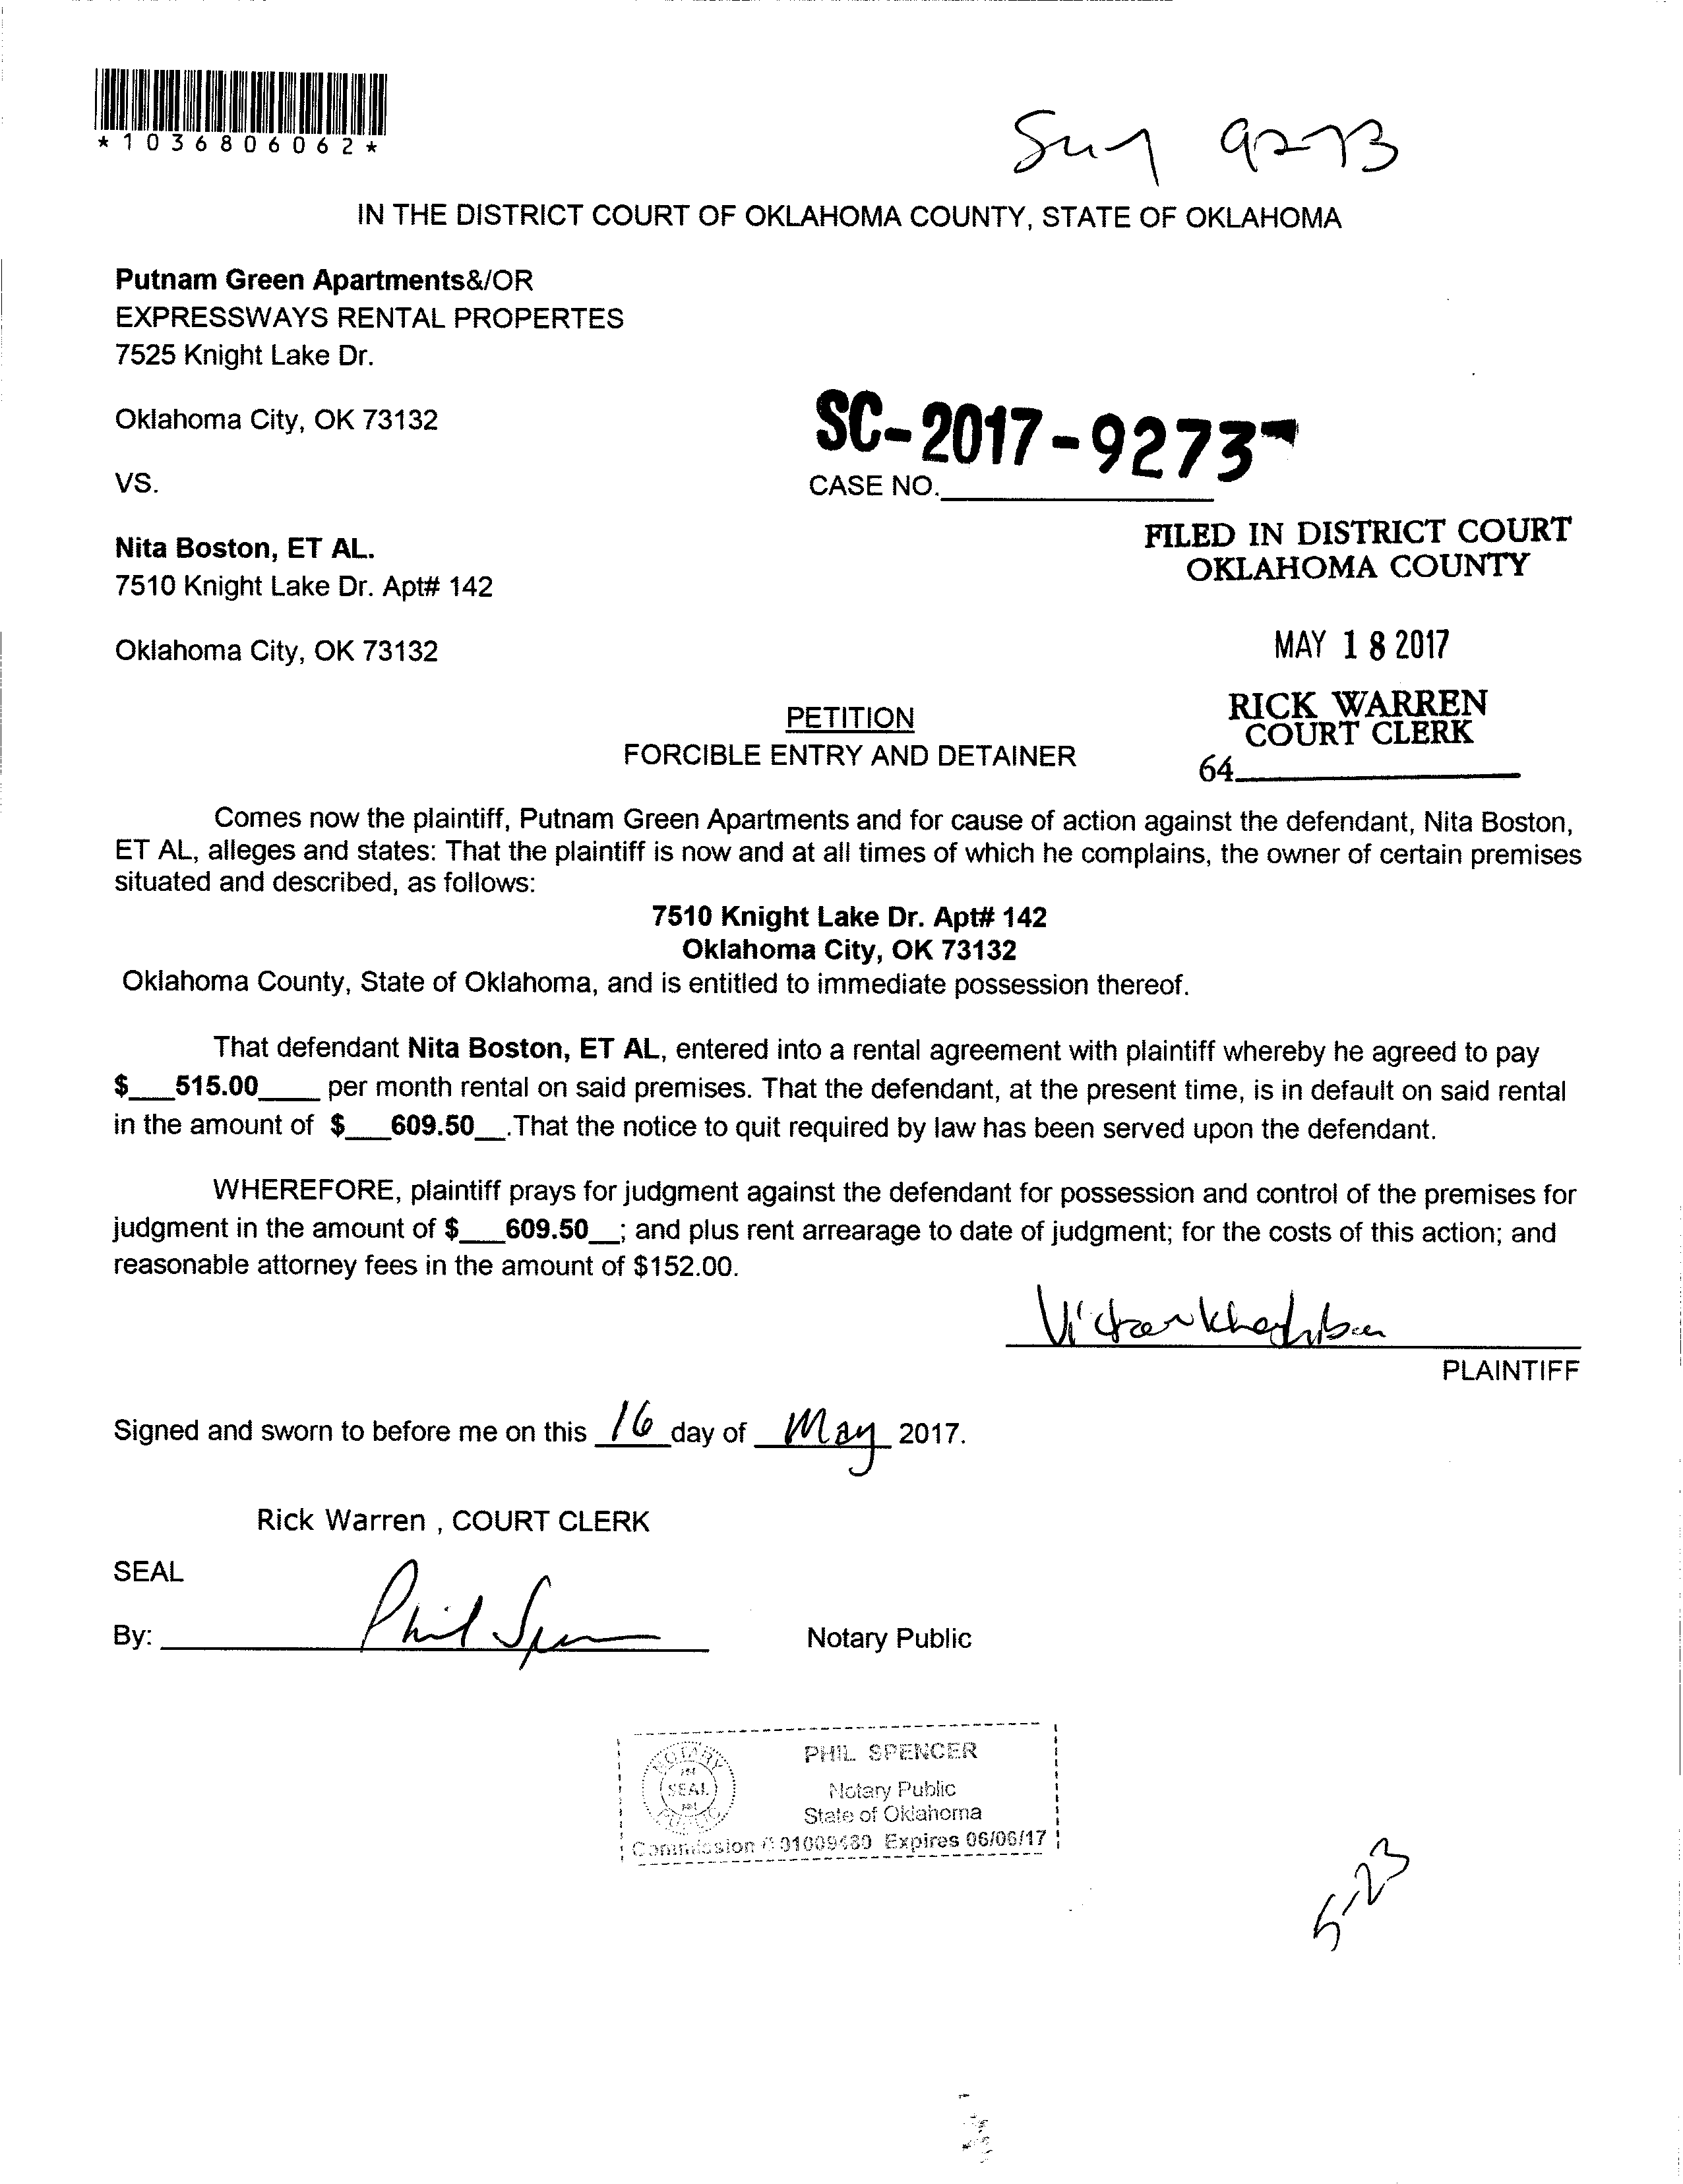 *1036806062*
9273
IN THE DISTRICT COURT OF OKLAHOMA COUNTY, STATE OF OKLAHOMA
Putnam Green Apartments&/OR
EXPRESSWAYS RENTAL PROPERTES
7525 Knight Lake Dr.
Oklahoma City, OK 73132
SC-2017-9273
VS.
CASE NO.
FILED IN DISTRICT COURT
OKLAHOMA COUNTY
Nita Boston, ET AL.
7510 Knight Lake Dr. Apt# 142
Oklahoma City, OK 73132
MAY 18 2017
RICK WARREN
COURT CLERK
64
PETITION
FORCIBLE ENTRY AND DETAINER
Comes now the plaintiff, Putnam Green Apartments and for cause of action against the defendant, Nita Boston,
ET AL, alleges and states: That the plaintiff is now and at all times of which he complains, the owner of certain premises
situated and described, as follows:
7510 Knight Lake Dr. Apt# 142
Oklahoma City, OK 73132
Oklahoma County, State of Oklahoma, and is entitled to immediate possession thereof.
That defendant Nita Boston, ET AL, entered into a rental agreement with plaintiff whereby he agreed to pay
$___515.00____ per month rental on said premises. That the defendant, at the present time, is in default on said rental
in the amount of $___609.50__.That the notice to quit required by law has been served upon the defendant.
WHEREFORE, plaintiff prays for judgment against the defendant for possession and control of the premises for
judgment in the amount of $___609.50__; and plus rent arrearage to date of judgment; for the costs of this action; and
reasonable attorney fees in the amount of $152.00.
PLAINTIFF
Signed and sworn to before me on this 16 day of May 2017.
Rick Warren , COURT CLERK
SEAL
By: Phil Spencer Notary Public
NOTARY
SEAL
PUBLIC
PHIL SPENCER
Notary Public
State of Oklahoma
Commission # 01009480 Expires 06/06/17
5-23